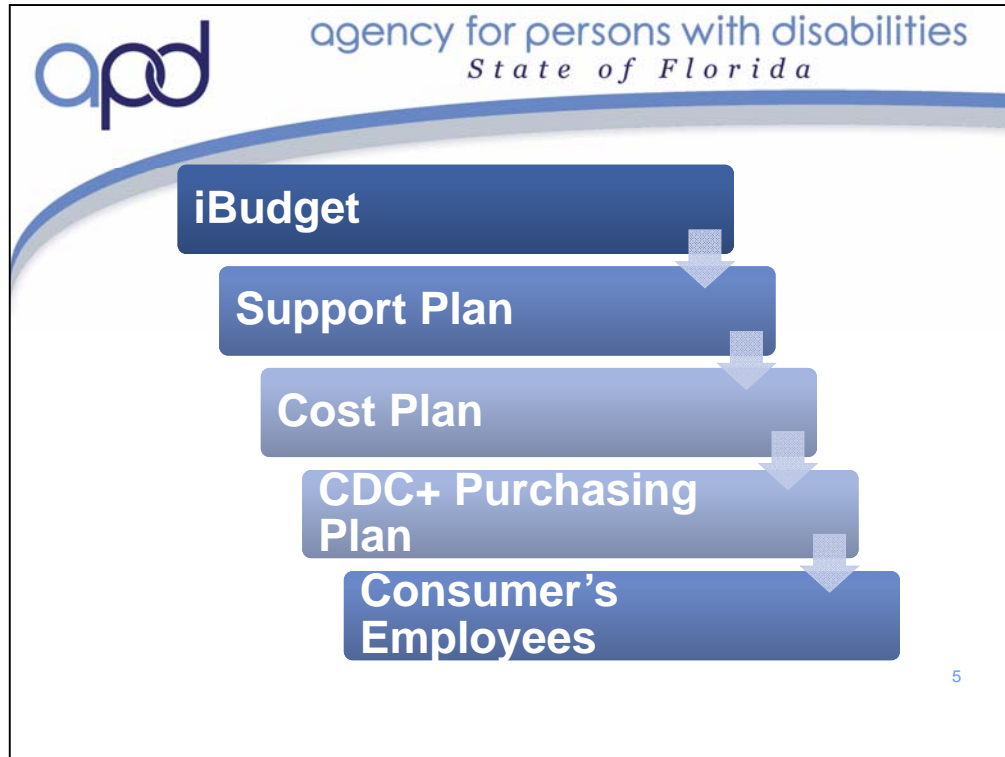 apd
agency for persons with disabilities
State of Florida
iBudget
Support Plan
Cost Plan
CDC+ Purchasing
Plan
Consumer’s
Employees
5